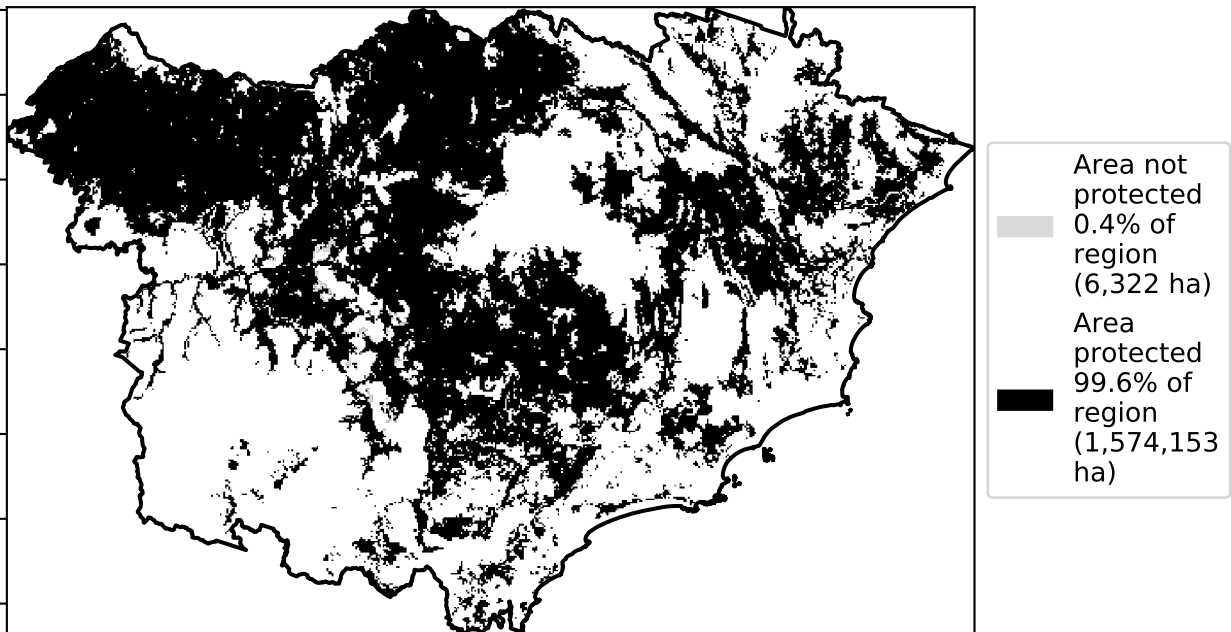 Area not
protected
0.4% of
region
(6,322 ha)
Area
protected
99.6% of
region
(1,574,153
ha)